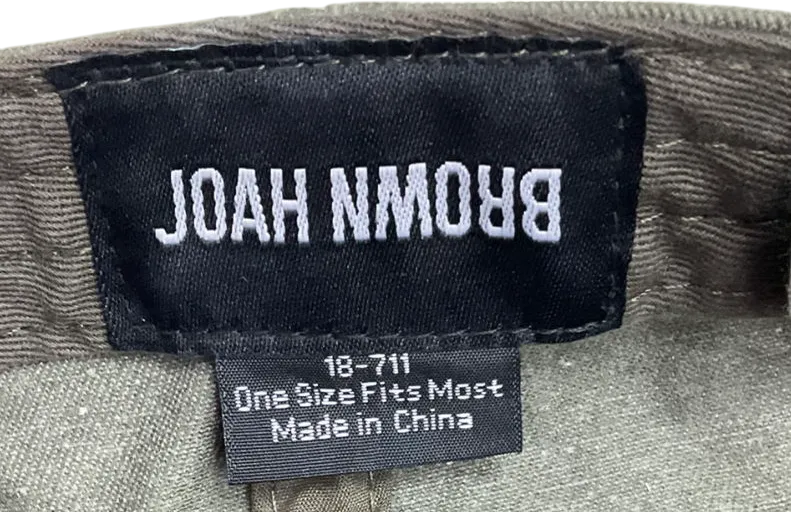 JOAH BROWN
18-711
One Size Fits Most
Made in China